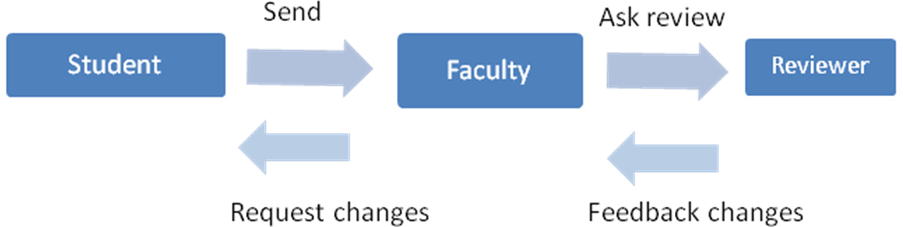 Send
Ask review
Student
Faculty
Reviewer
Request changes
Feedback changes